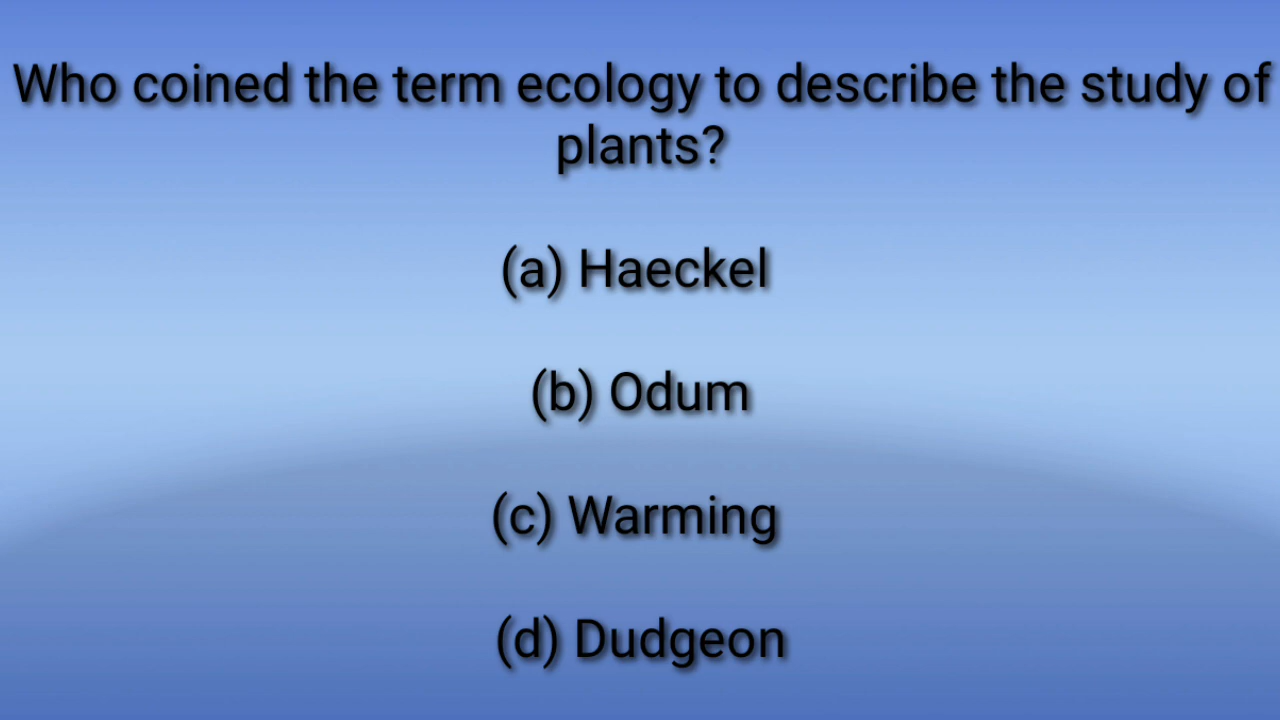 Who coined the term ecology to describe the study of
plants?
(a) Haeckel
(b) Odum
(c) Warming
(d) Dudgeon